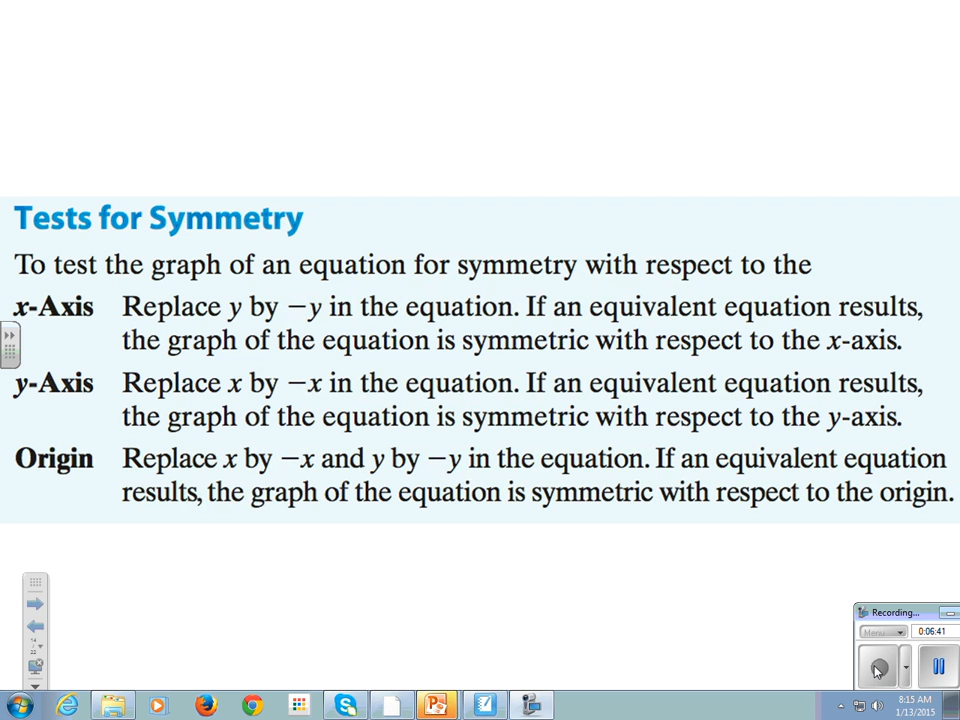 Tests for Symmetry
To test the graph of an equation for symmetry with respect to the
x-Axis Replace y by −y in the equation. If an equivalent equation results,
the graph of the equation is symmetric with respect to the x-axis.
y-Axis Replace x by −x in the equation. If an equivalent equation results,
the graph of the equation is symmetric with respect to the y-axis.
Origin Replace x by −x and y by −y in the equation. If an equivalent equation
results, the graph of the equation is symmetric with respect to the origin.
Recording...
Menu 0:06:41
8:15 AM
1/13/2015